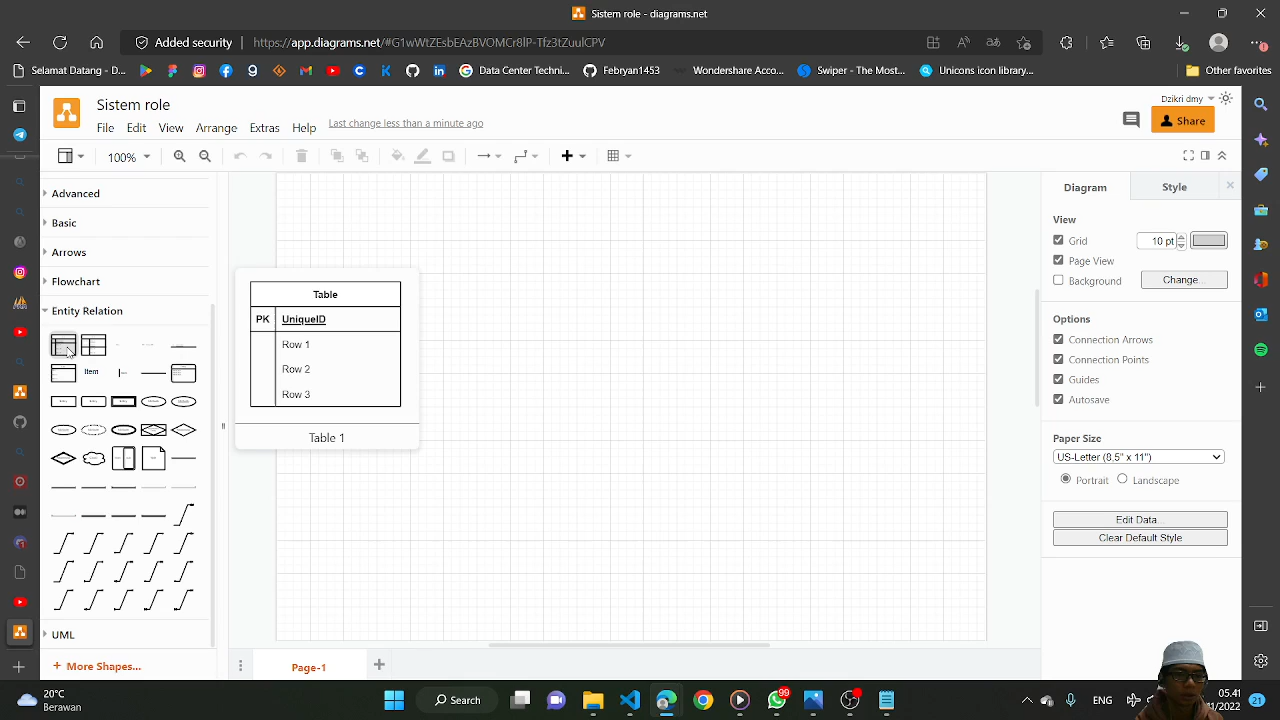 Sistem role - diagrams.net
Added security
https://app.diagrams.net/#G1wWtZEsbEAzBVOMCr8lP-Tfz3tZuulCPV
Selamat Datang - D...
Data Center Techni...
Febryan1453
Wondershare Acco...
Swiper - The Most...
Unicons icon library...
Other favorites
Sistem role
Dzikri dmy
File
Edit
View
Arrange
Extras
Help
Last change less than a minute ago
Share
100%
Advanced
Basic
Arrows
Flowchart
Entity Relation
Item
UML
+ More Shapes...
Table
PK
UniqueID
Row 1
Row 2
Row 3
Table 1
Page-1
Diagram
Style
View
Grid
10 pt
Page View
Background
Change...
Options
Connection Arrows
Connection Points
Guides
Autosave
Paper Size
US-Letter (8,5" x 11")
Portrait
Landscape
Edit Data...
Clear Default Style
20°C
Berawan
Search
99
ENG
05.41
/2022
21